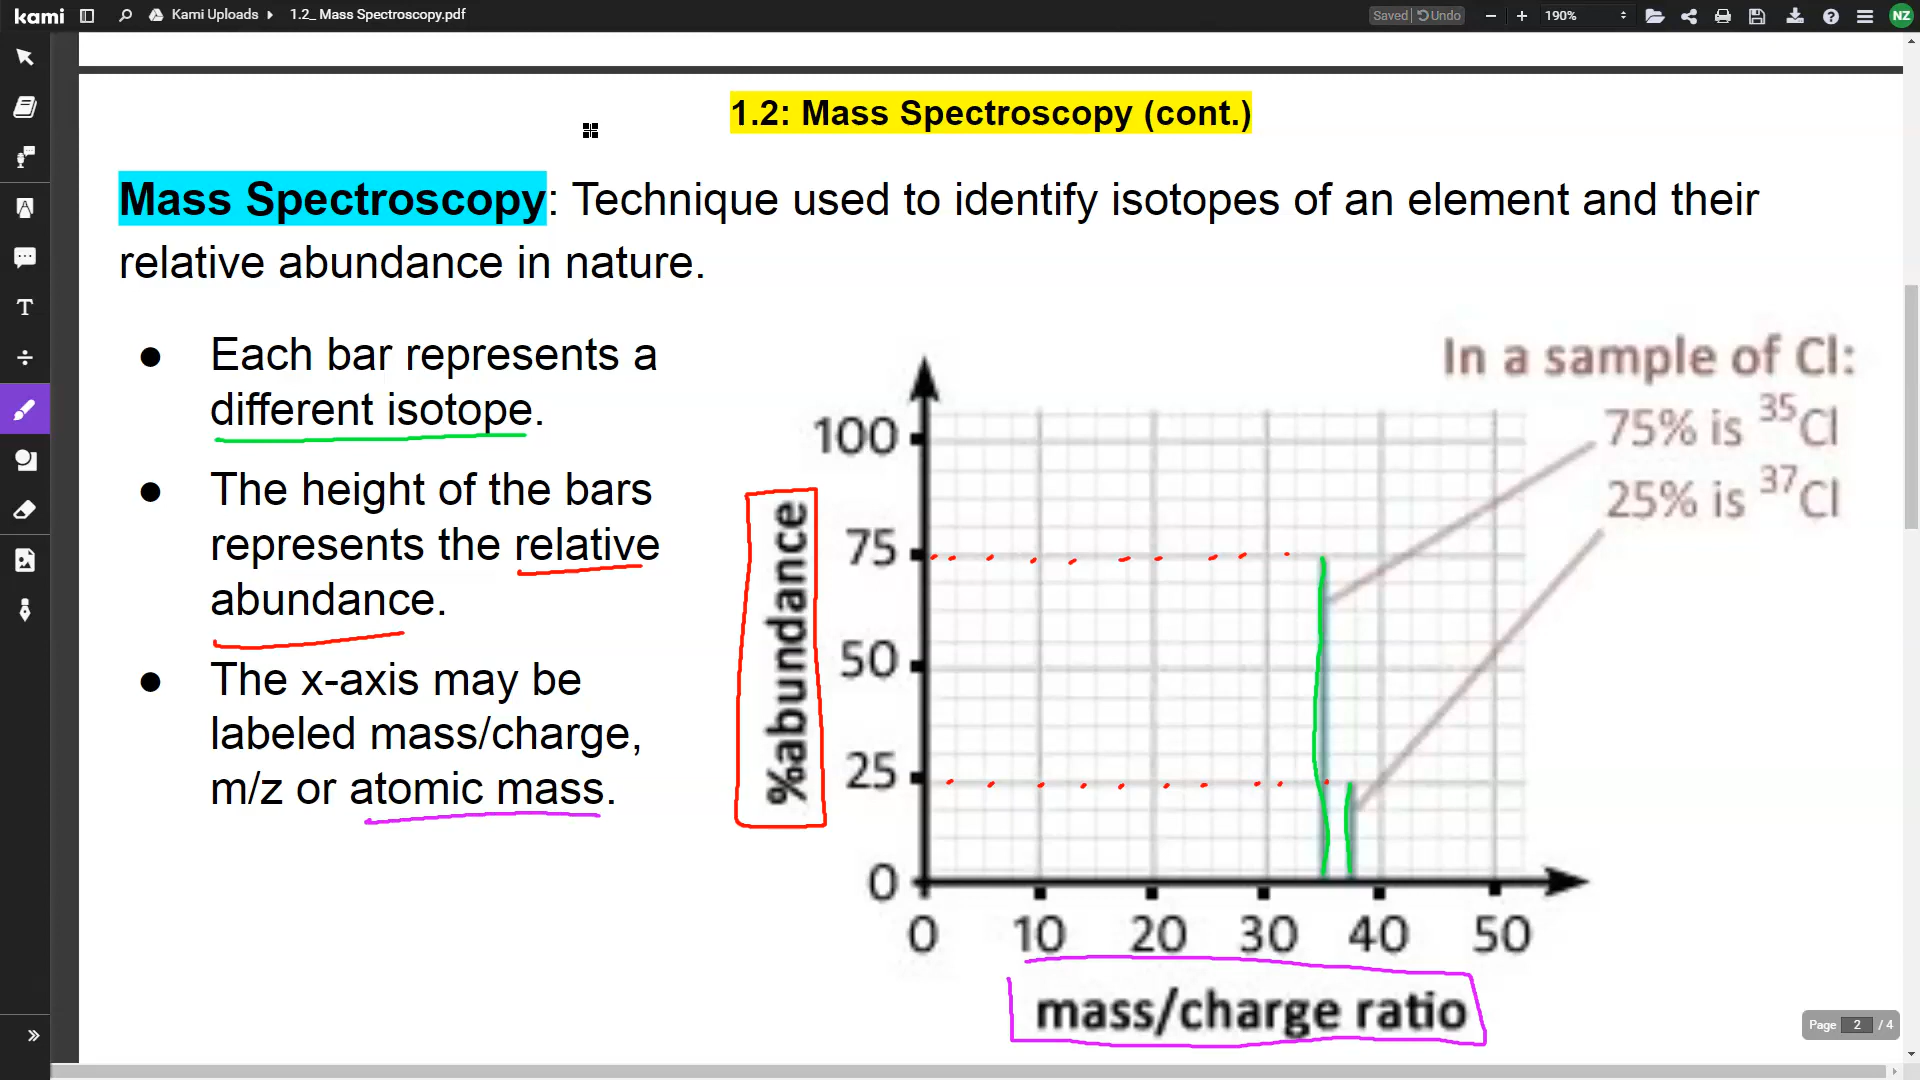 kami
Kami Uploads
1.2_ Mass Spectroscopy.pdf
Saved
Undo
190%
NZ
1.2: Mass Spectroscopy (cont.)
Mass Spectroscopy: Technique used to identify isotopes of an element and their
relative abundance in nature.
● Each bar represents a
different isotope.
● The height of the bars
represents the relative
abundance.
● The x-axis may be
labeled mass/charge,
m/z or atomic mass.
In a sample of Cl:
75% is ³⁵Cl
25% is ³⁷Cl
%abundance
100
75
50
25
0
0 10 20 30 40 50
mass/charge ratio
Page 2 / 4